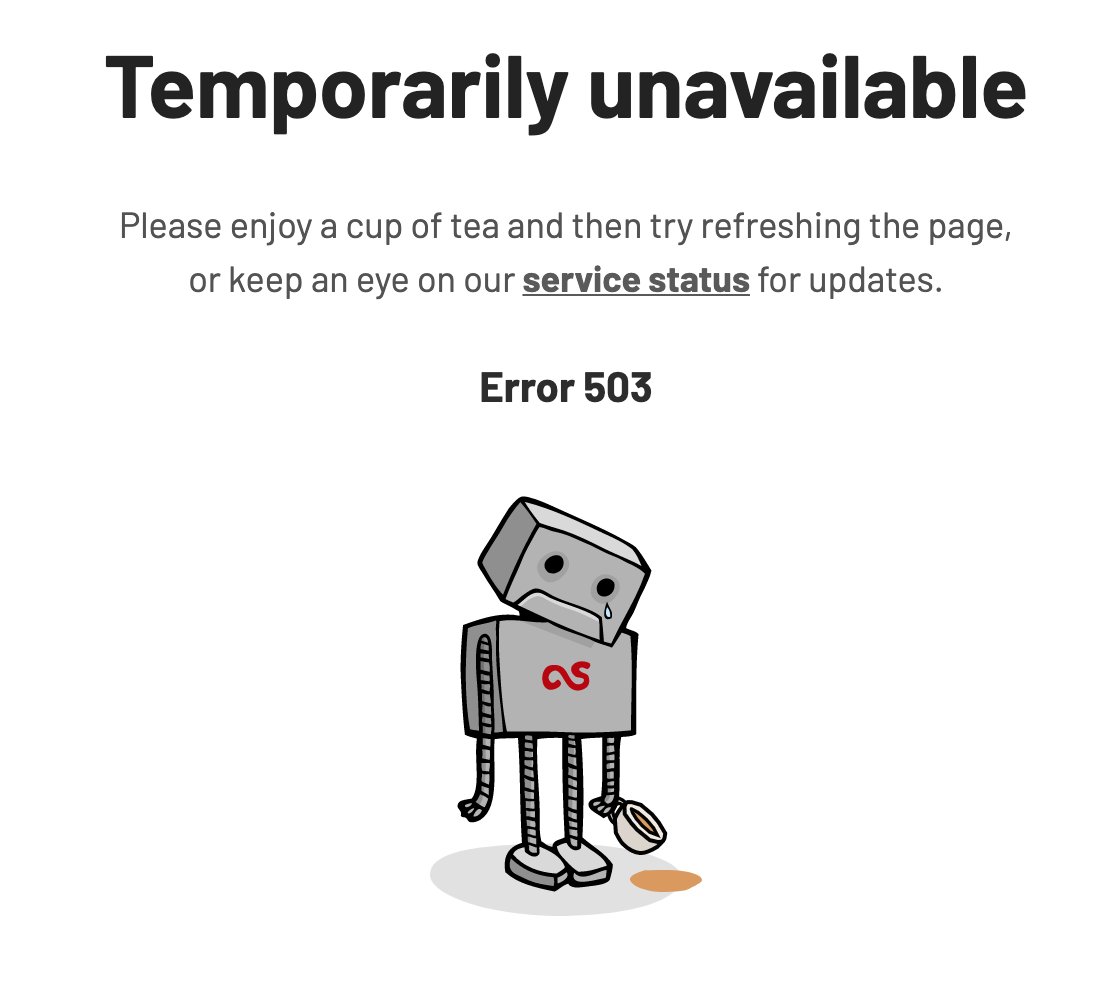 Temporarily unavailable
Please enjoy a cup of tea and then try refreshing the page,
or keep an eye on our service status for updates.
Error 503